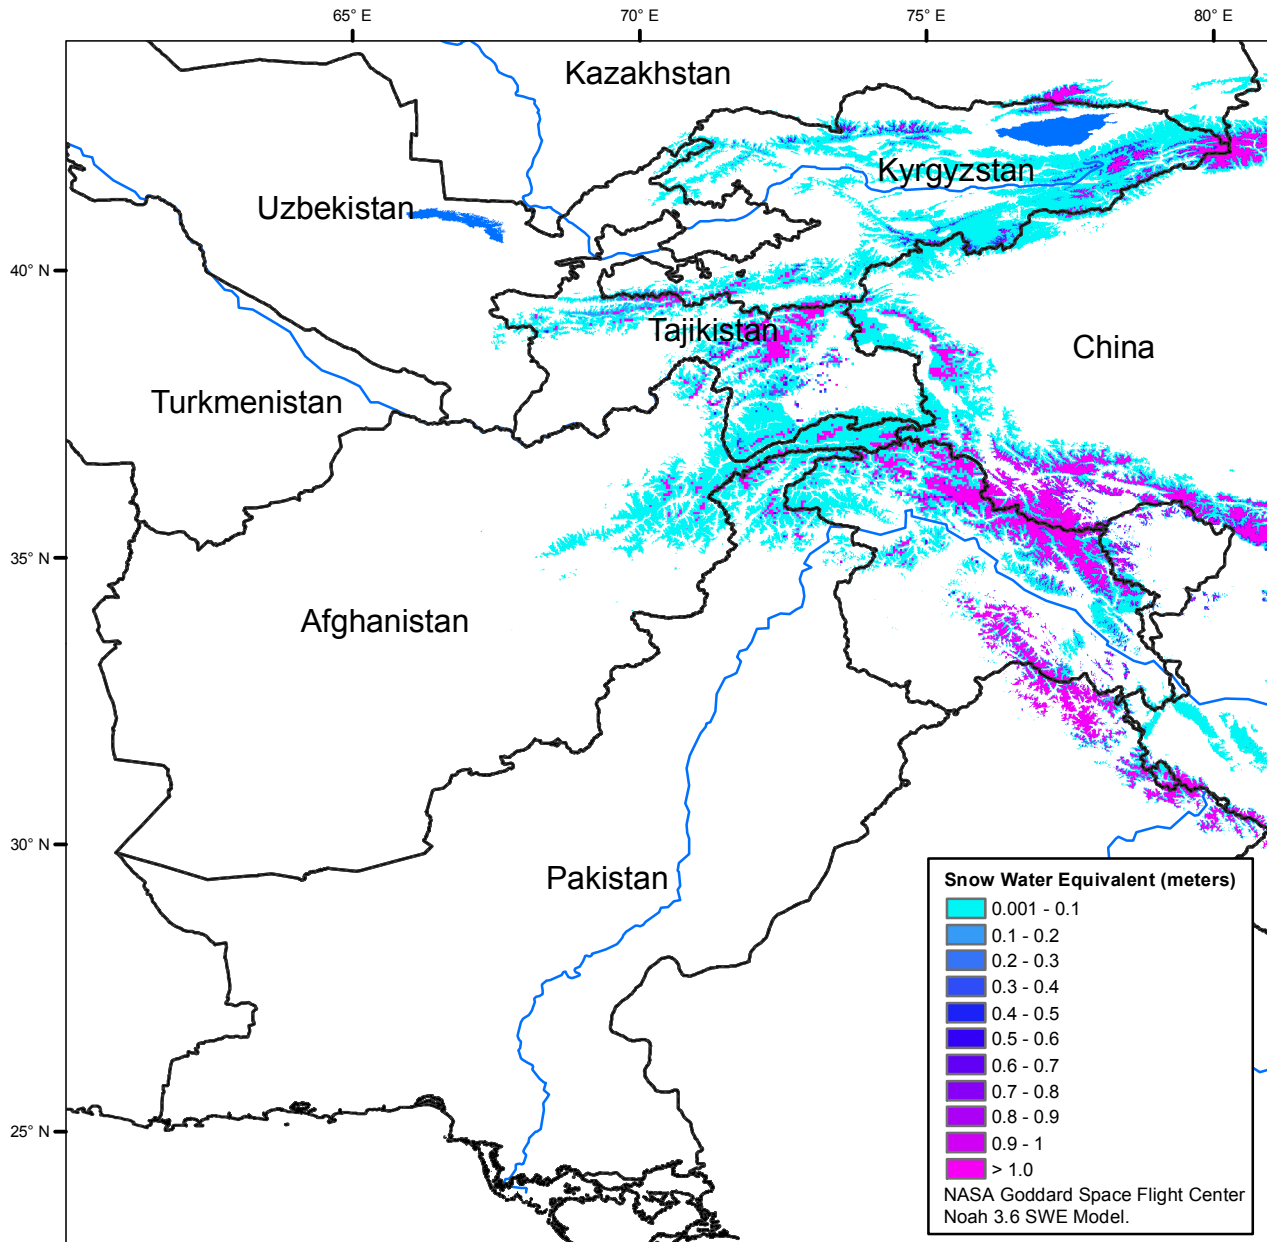 65° E
70° E
75° E
80° E
Kazakhstan
Kyrgyzstan
Uzbekistan
40° N
Tajikistan
China
Turkmenistan
35° N
Afghanistan
30° N
Pakistan
Snow Water Equivalent (meters)
0.001 - 0.1
0.1 - 0.2
0.2 - 0.3
0.3 - 0.4
0.4 - 0.5
0.5 - 0.6
0.6 - 0.7
0.7 - 0.8
0.8 - 0.9
0.9 - 1
> 1.0
25° N
NASA Goddard Space Flight Center
Noah 3.6 SWE Model.